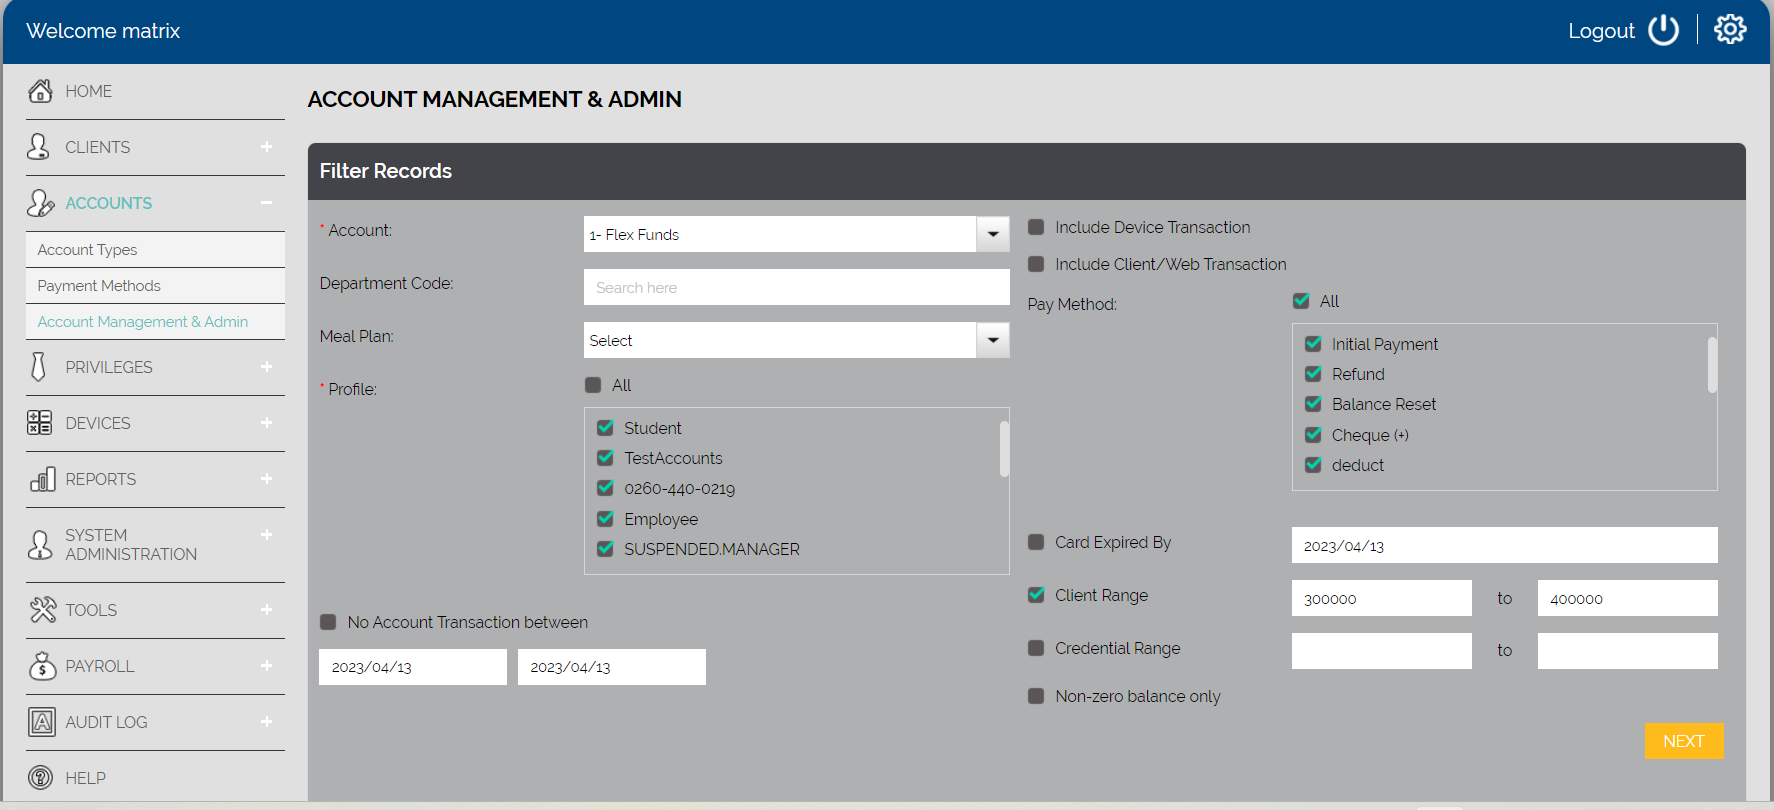 Welcome matrix
Logout
HOME
CLIENTS
ACCOUNTS
Account Types
Payment Methods
Account Management & Admin
PRIVILEGES
DEVICES
REPORTS
SYSTEM
ADMINISTRATION
TOOLS
PAYROLL
AUDIT LOG
HELP
ACCOUNT MANAGEMENT & ADMIN
Filter Records
* Account:
1- Flex Funds
Department Code:
Search here
Meal Plan:
Select
* Profile:
All
Student
TestAccounts
0260-440-0219
Employee
SUSPENDED.MANAGER
No Account Transaction between
2023/04/13 2023/04/13
Include Device Transaction
Include Client/Web Transaction
Pay Method:
All
Initial Payment
Refund
Balance Reset
Cheque (+)
deduct
Card Expired By 2023/04/13
Client Range 300000 to 400000
Credential Range to
Non-zero balance only
NEXT